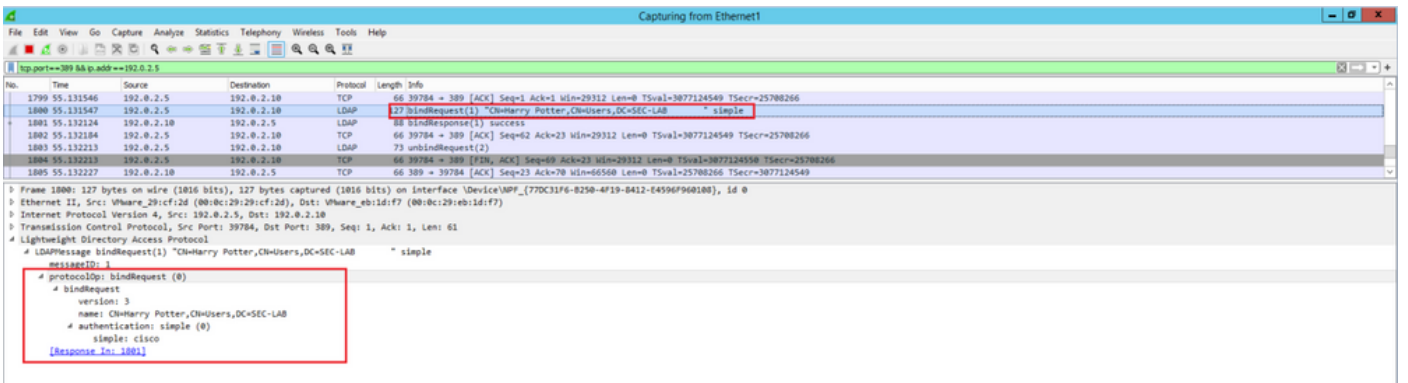 Capturing from Ethernet1
File Edit View Go Capture Analyze Statistics Telephony Wireless Tools Help
tcp.port==389 && ip.addr==192.0.2.5
No. Time Source Destination Protocol Length Info
1799 55.131546 192.0.2.5 192.0.2.10 TCP 66 39784 → 389 [ACK] Seq=1 Ack=1 Win=29312 Len=0 TSval=3077124549 TSecr=25708266
1800 55.131547 192.0.2.5 192.0.2.10 LDAP 127 bindRequest(1) "CN=Harry Potter,CN=Users,DC=SEC-LAB " simple
1801 55.132124 192.0.2.10 192.0.2.5 LDAP 88 bindResponse(1) success
1802 55.132184 192.0.2.5 192.0.2.10 TCP 66 39784 → 389 [ACK] Seq=62 Ack=23 Win=29312 Len=0 TSval=3077124549 TSecr=25708266
1803 55.132213 192.0.2.5 192.0.2.10 LDAP 73 unbindRequest(2)
1804 55.132213 192.0.2.5 192.0.2.10 TCP 66 39784 → 389 [FIN, ACK] Seq=69 Ack=23 Win=29312 Len=0 TSval=3077124550 TSecr=25708266
1805 55.132227 192.0.2.10 192.0.2.5 TCP 66 389 → 39784 [ACK] Seq=23 Ack=70 Win=66560 Len=0 TSval=25708266 TSecr=3077124549
Frame 1800: 127 bytes on wire (1016 bits), 127 bytes captured (1016 bits) on interface \Device\NPF_{77DC31F6-B250-4F19-8412-E4596F960108}, id 0
Ethernet II, Src: VMware_29:cf:2d (00:0c:29:29:cf:2d), Dst: VMware_eb:1d:f7 (00:0c:29:eb:1d:f7)
Internet Protocol Version 4, Src: 192.0.2.5, Dst: 192.0.2.10
Transmission Control Protocol, Src Port: 39784, Dst Port: 389, Seq: 1, Ack: 1, Len: 61
Lightweight Directory Access Protocol
LDAPMessage bindRequest(1) "CN=Harry Potter,CN=Users,DC=SEC-LAB " simple
messageID: 1
protocolOp: bindRequest (0)
bindRequest
version: 3
name: CN=Harry Potter,CN=Users,DC=SEC-LAB
authentication: simple (0)
simple: cisco
[Response In: 1801]